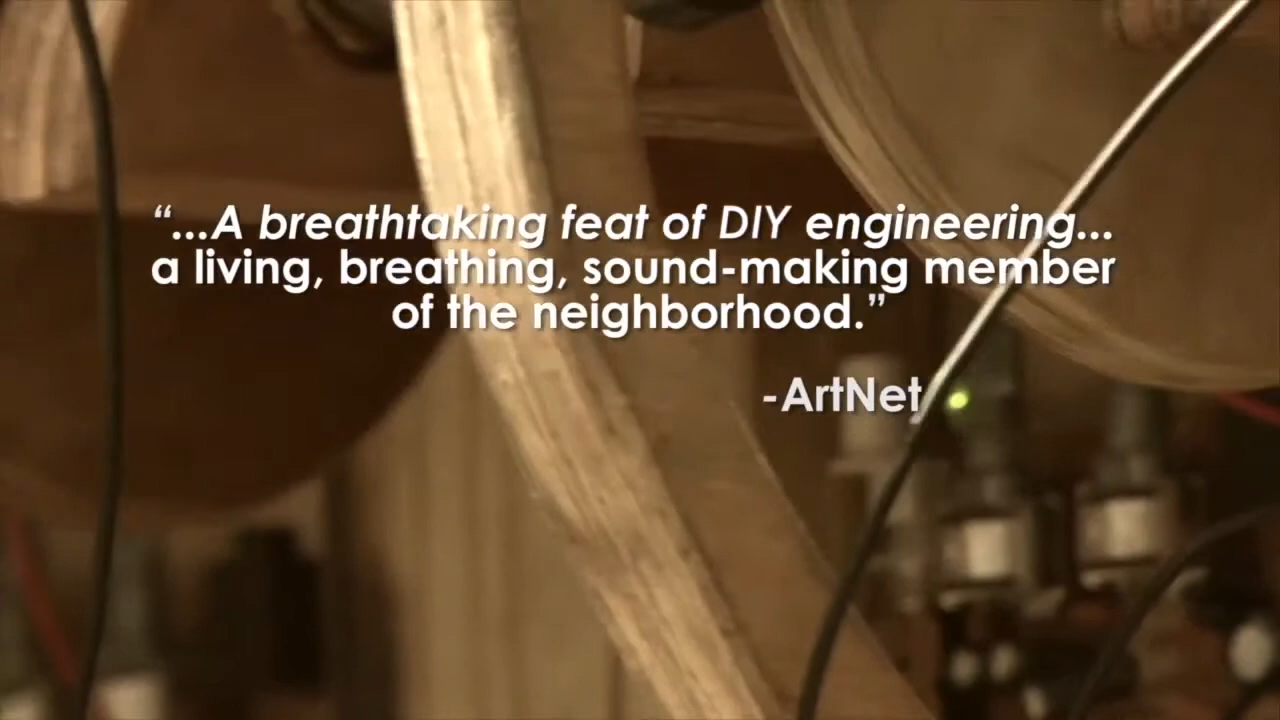 “...A breathtaking feat of DIY engineering...
a living, breathing, sound-making member
of the neighborhood.”
-ArtNet